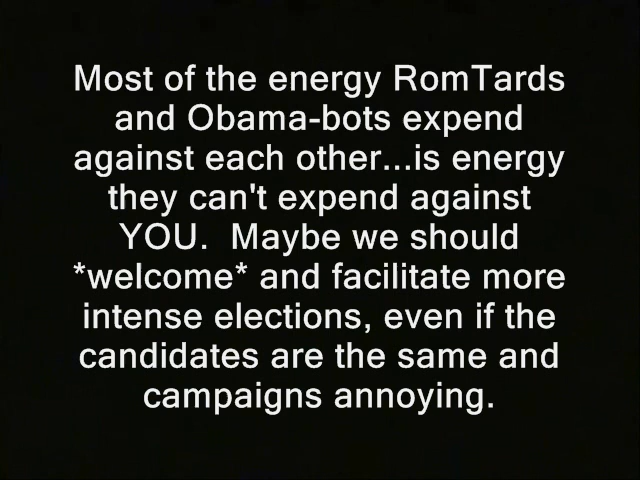 Most of the energy RomTards
and Obama-bots expend
against each other...is energy
they can't expend against
YOU.  Maybe we should
*welcome* and facilitate more
intense elections, even if the
candidates are the same and
campaigns annoying.